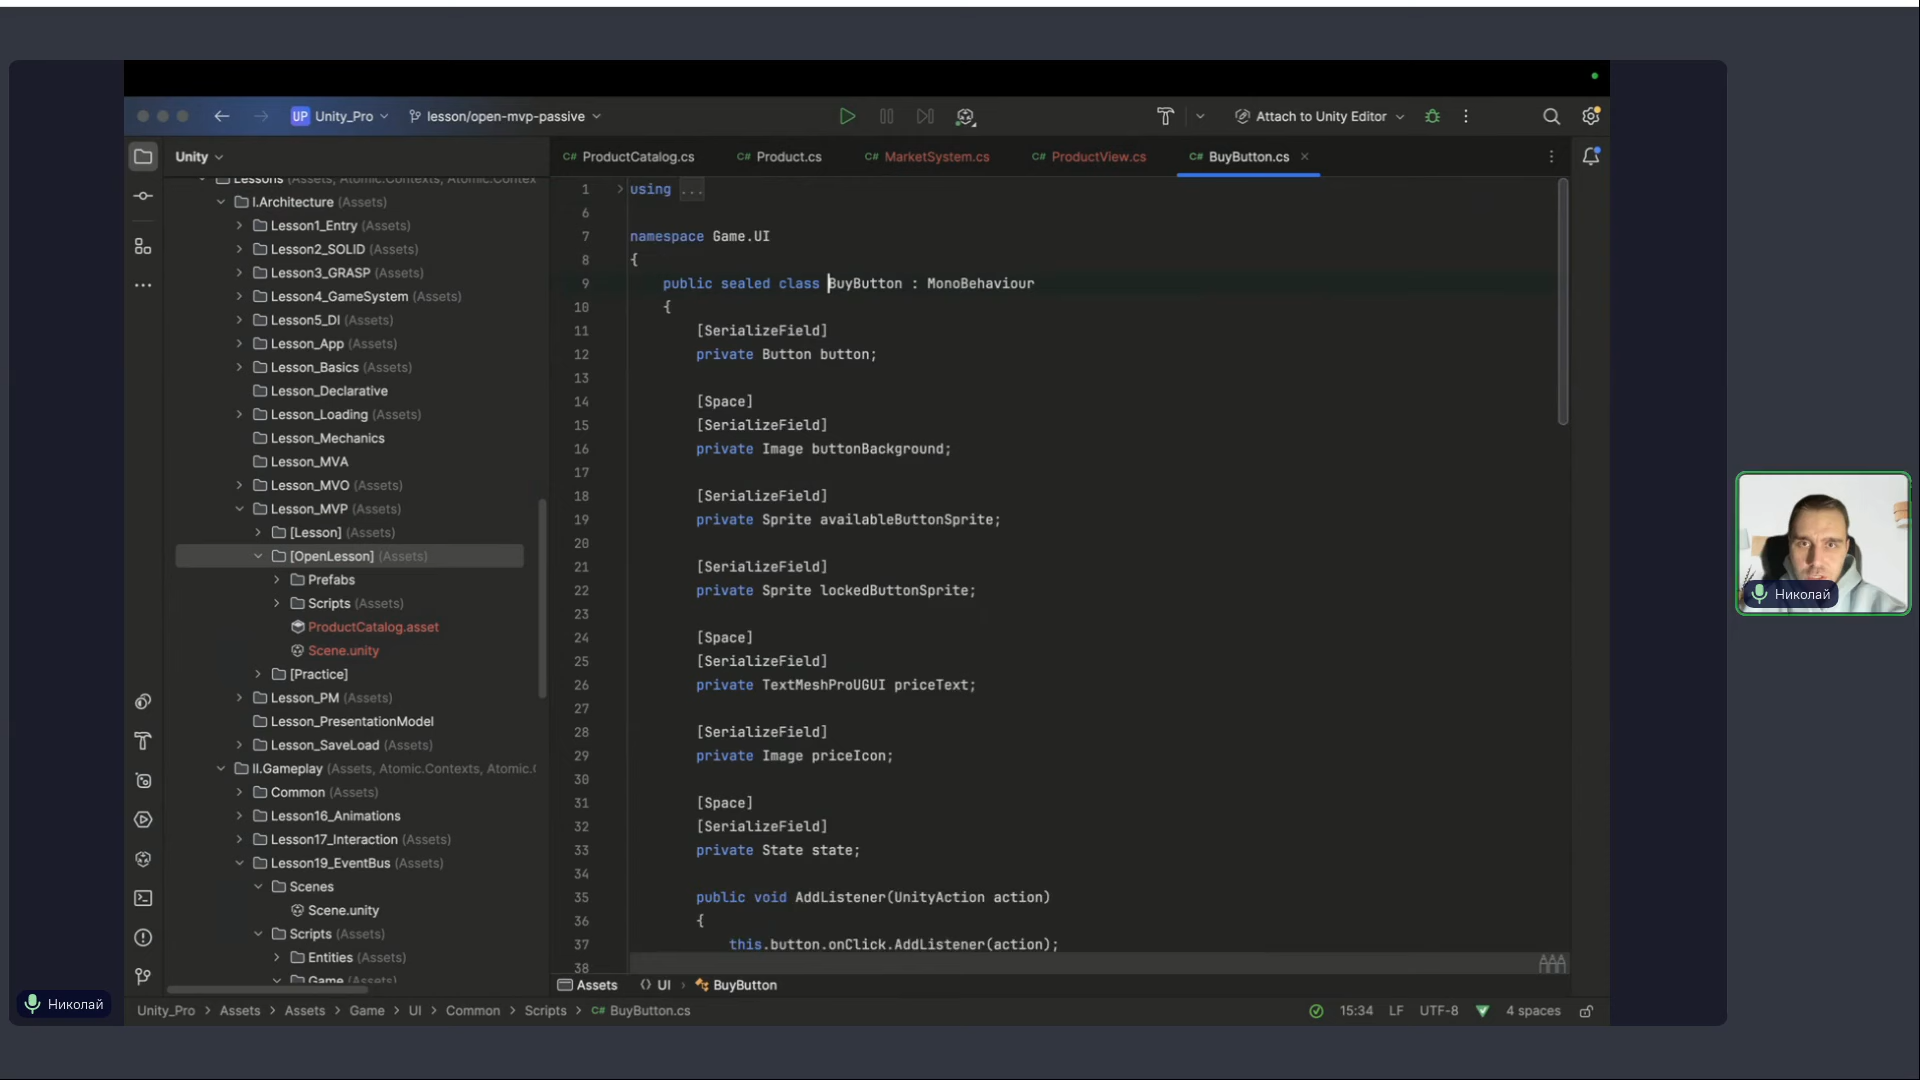 UP Unity_Pro lesson/open-mvp-passive Attach to Unity Editor
Unity
C# ProductCatalog.cs C# Product.cs C# MarketSystem.cs C# ProductView.cs C# BuyButton.cs
Lessons (Assets, Atomic.Contexts, Atomic.Contex
I.Architecture (Assets)
Lesson1_Entry (Assets)
Lesson2_SOLID (Assets)
Lesson3_GRASP (Assets)
Lesson4_GameSystem (Assets)
Lesson5_DI (Assets)
Lesson_App (Assets)
Lesson_Basics (Assets)
Lesson_Declarative
Lesson_Loading (Assets)
Lesson_Mechanics
Lesson_MVA
Lesson_MVO (Assets)
Lesson_MVP (Assets)
[Lesson] (Assets)
[OpenLesson] (Assets)
Prefabs
Scripts (Assets)
ProductCatalog.asset
Scene.unity
[Practice]
Lesson_PM (Assets)
Lesson_PresentationModel
Lesson_SaveLoad (Assets)
II.Gameplay (Assets, Atomic.Contexts, Atomic.C
Common (Assets)
Lesson16_Animations
Lesson17_Interaction (Assets)
Lesson19_EventBus (Assets)
Scenes
Scene.unity
Scripts (Assets)
Entities (Assets)
Game (Assets)
1 using ...
6
7 namespace Game.UI
8 {
9 public sealed class BuyButton : MonoBehaviour
10 {
11 [SerializeField]
12 private Button button;
13
14 [Space]
15 [SerializeField]
16 private Image buttonBackground;
17
18 [SerializeField]
19 private Sprite availableButtonSprite;
20
21 [SerializeField]
22 private Sprite lockedButtonSprite;
23
24 [Space]
25 [SerializeField]
26 private TextMeshProUGUI priceText;
27
28 [SerializeField]
29 private Image priceIcon;
30
31 [Space]
32 [SerializeField]
33 private State state;
34
35 public void AddListener(UnityAction action)
36 {
37 this.button.onClick.AddListener(action);
38
Assets UI BuyButton
Unity_Pro > Assets > Assets > Game > UI > Common > Scripts > C# BuyButton.cs
15:34 LF UTF-8 4 spaces
Николай
Николай